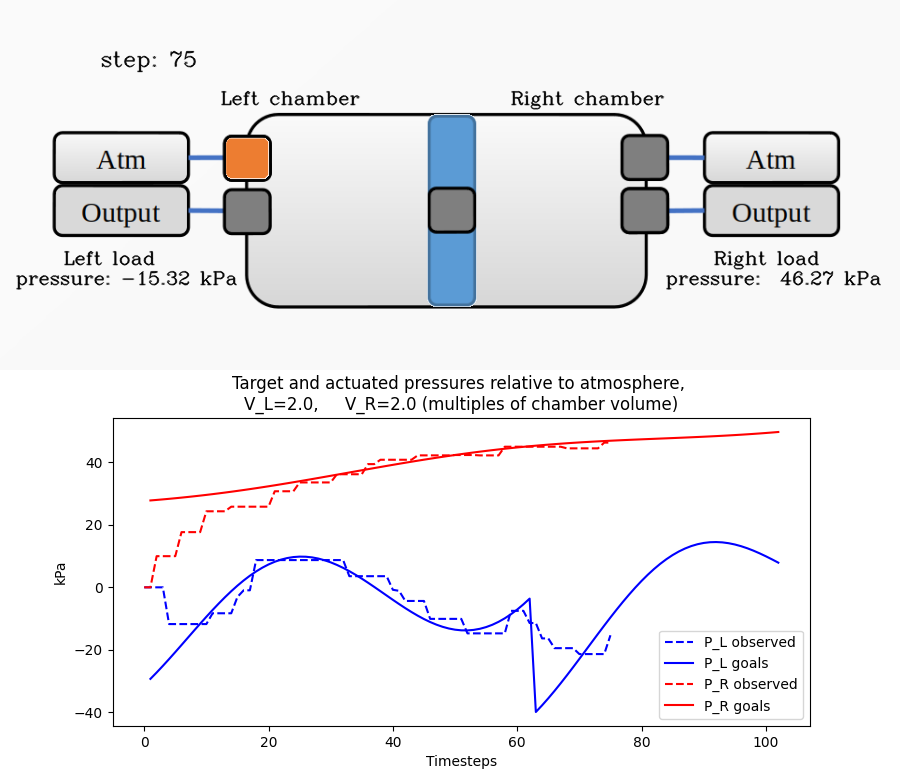 step: 75
Left chamber
Right chamber
Atm
Atm
Output
Output
Left load
pressure: −15.32 kPa
Right load
pressure: 46.27 kPa
Target and actuated pressures relative to atmosphere,
V_L=2.0, V_R=2.0 (multiples of chamber volume)
40
20
0
−20
−40
kPa
P_L observed
P_L goals
P_R observed
P_R goals
0 20 40 60 80 100
Timesteps